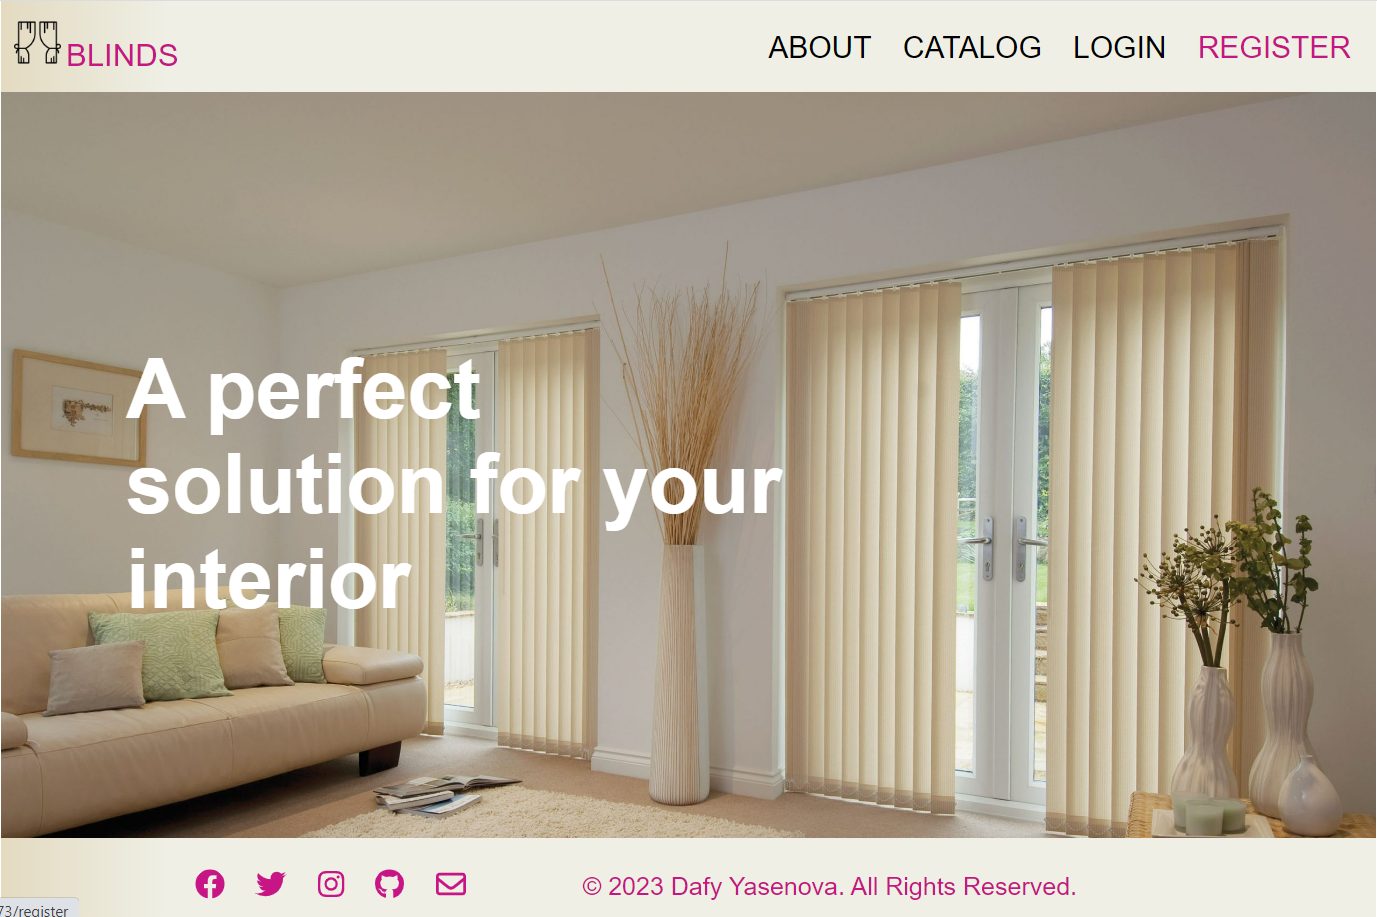 BLINDS
ABOUT CATALOG LOGIN REGISTER
A perfect
solution for your
interior
© 2023 Dafy Yasenova. All Rights Reserved.
73/register